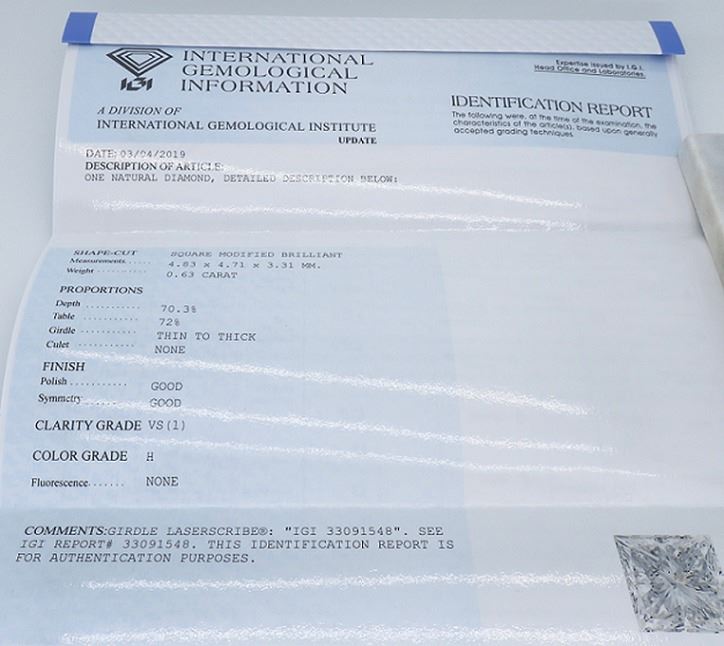 INTERNATIONAL
GEMOLOGICAL
INFORMATION
IGI
A DIVISION OF
INTERNATIONAL GEMOLOGICAL INSTITUTE
UPDATE
Expertise issued by I.G.I.
Head Office and Laboratories.
IDENTIFICATION REPORT
The following were, at the time of the examination, the
characteristics of the article(s), based upon generally
accepted grading techniques
DATE: 03/04/2019
DESCRIPTION OF ARTICLE:
ONE NATURAL DIAMOND, DETAILED DESCRIPTION BELOW:
SHAPE-CUT SQUARE MODIFIED BRILLIANT
Measurements...... 4.83 x 4.71 x 3.31 MM.
Weight .......... 0.63 CARAT
PROPORTIONS
Depth ........... 70.3%
Table ........... 72%
Girdle ........... THIN TO THICK
Culet ........... NONE
FINISH
Polish ........... GOOD
Symmetry........ GOOD
CLARITY GRADE VS(1)
COLOR GRADE H
Fluorescence....... NONE
COMMENTS:GIRDLE LASERSCRIBE®: "IGI 33091548". SEE
IGI REPORT# 33091548. THIS IDENTIFICATION REPORT IS
FOR AUTHENTICATION PURPOSES.